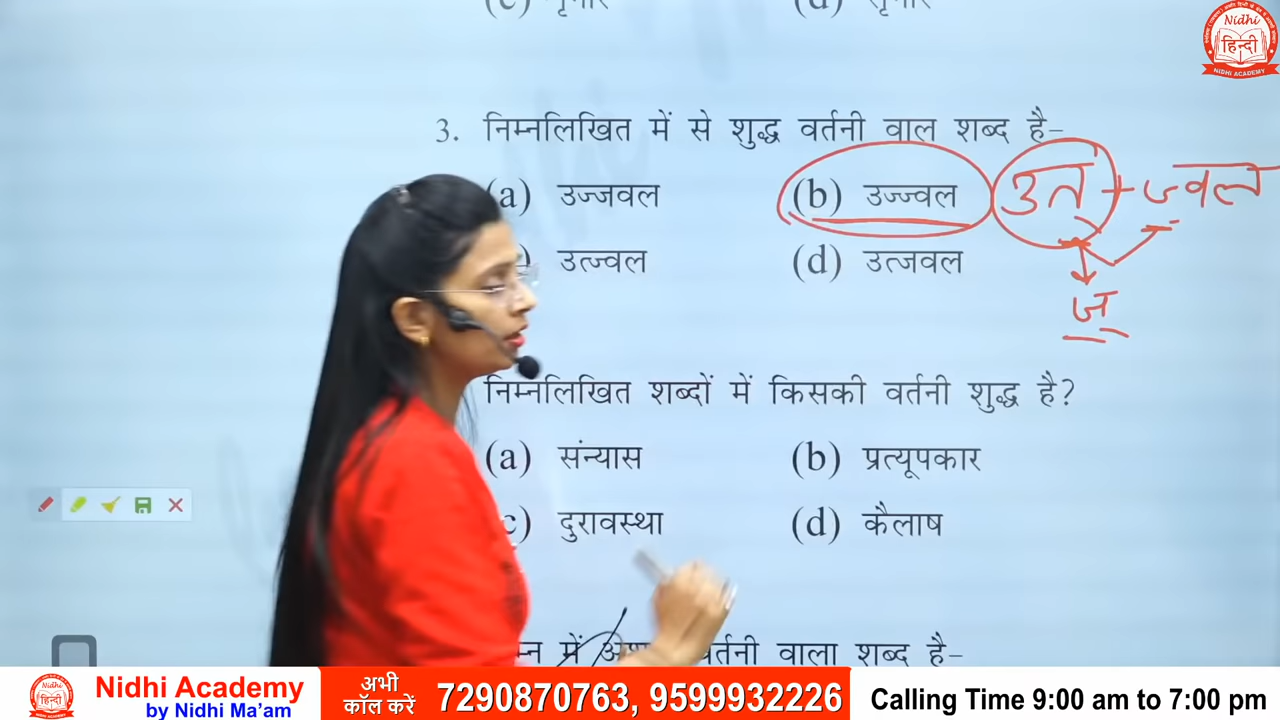 Nidhi
हिन्दी
NIDHI ACADEMY
3. निम्नलिखित में से शुद्ध वर्तनी वाल शब्द है-
(a) उज्जवल (b) उज्ज्वल उत् + ज्वल
ज्
उत्ज्वल (d) उत्जवल
निम्नलिखित शब्दों में किसकी वर्तनी शुद्ध है?
(a) संन्यास (b) प्रत्यूपकार
c) दुरावस्था (d) कैलाष
में वर्तनी वाला शब्द है-
हिन्दी
Nidhi Academy
by Nidhi Ma'am
अभी
कॉल करें
7290870763, 9599932226
Calling Time 9:00 am to 7:00 pm